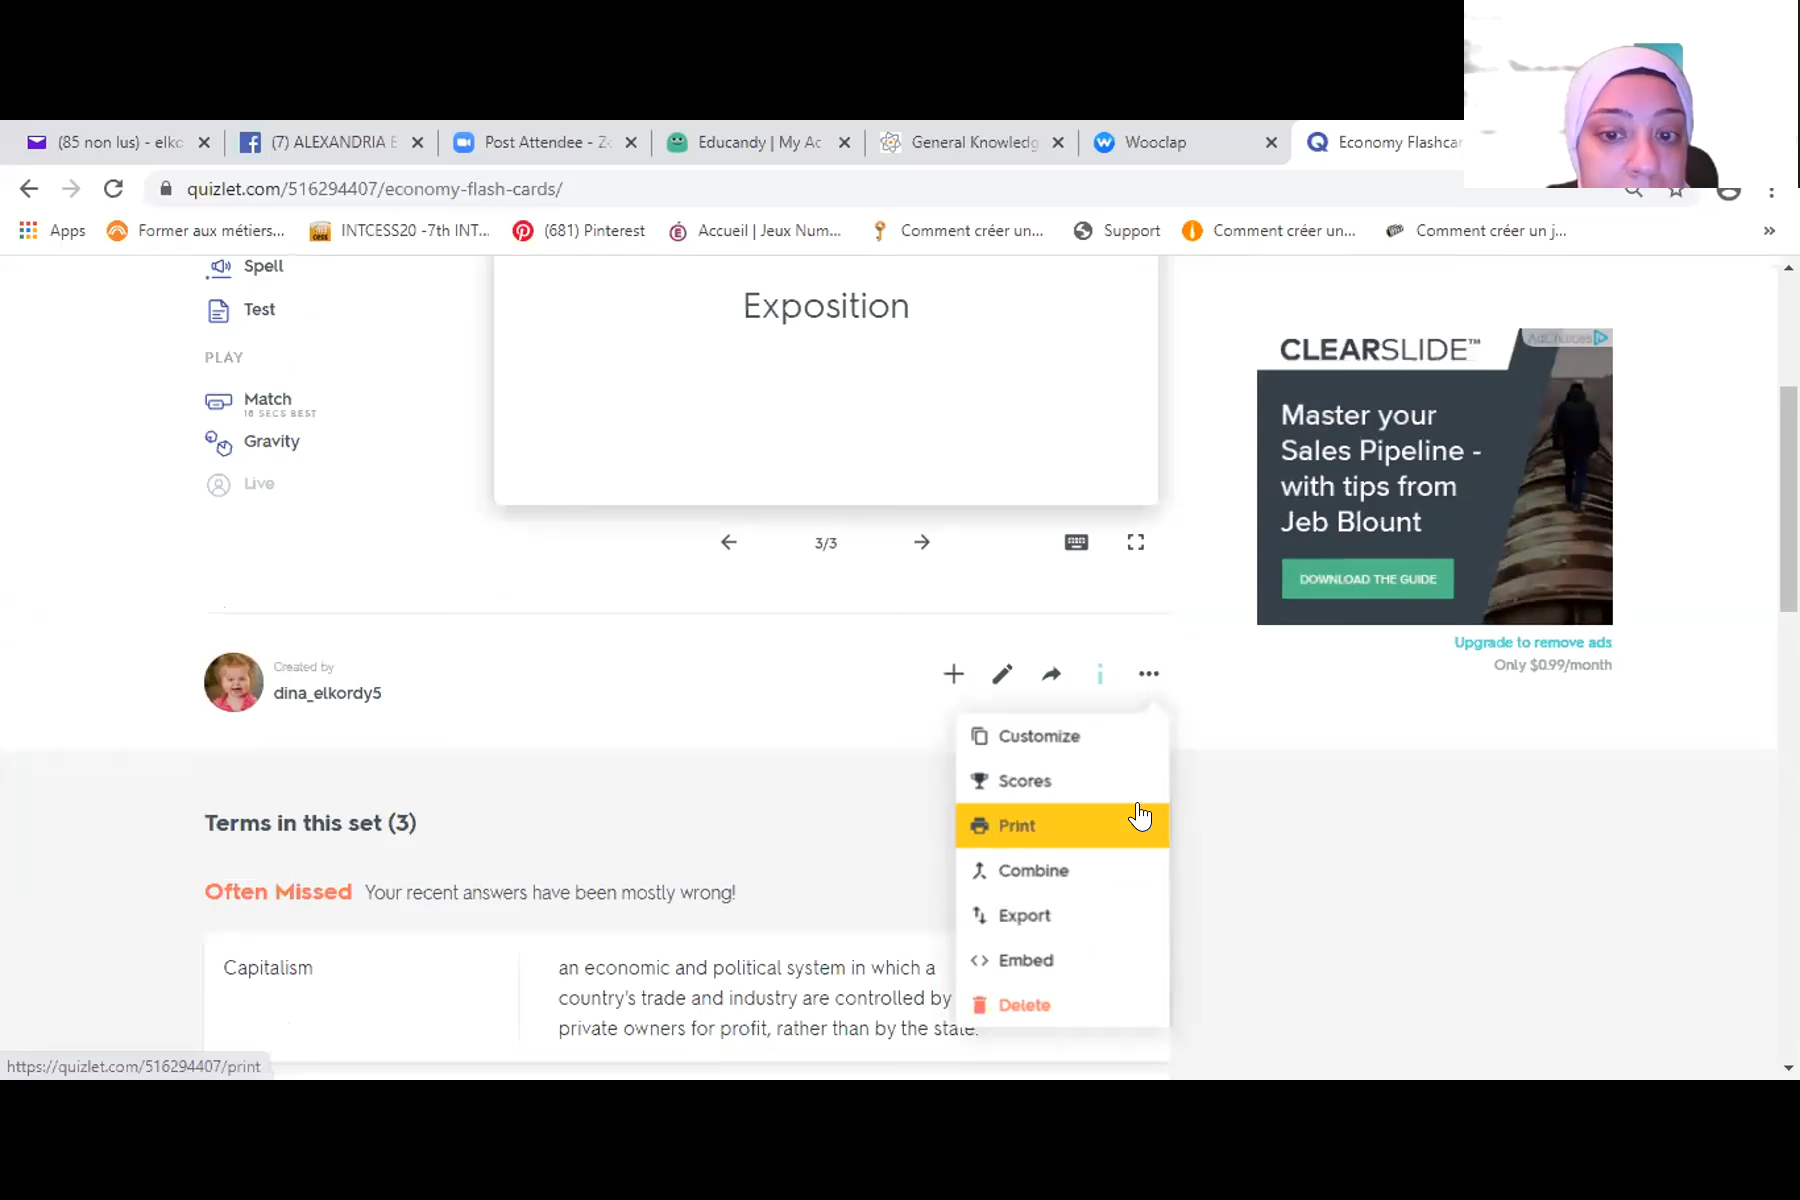 (85 non lus) - elko
(7) ALEXANDRIA E
Post Attendee - Z
Educandy | My Ac
General Knowledg
Wooclap
Economy Flashcar
quizlet.com/516294407/economy-flash-cards/
Apps
Former aux métiers...
INTCESS20 -7th INT...
(681) Pinterest
Accueil | Jeux Num...
Comment créer un...
Support
Comment créer un...
Comment créer un j...
»
Spell
Test
PLAY
Match
16 SECS BEST
Gravity
Live
Exposition
3/3
CLEARSLIDE™
AdChoices
Master your
Sales Pipeline -
with tips from
Jeb Blount
DOWNLOAD THE GUIDE
Upgrade to remove ads
Only $0.99/month
Created by
dina_elkordy5
Customize
Scores
Print
Combine
Export
Embed
Delete
Terms in this set (3)
Often Missed Your recent answers have been mostly wrong!
Capitalism
an economic and political system in which a
country's trade and industry are controlled by
private owners for profit, rather than by the state.
https://quizlet.com/516294407/print